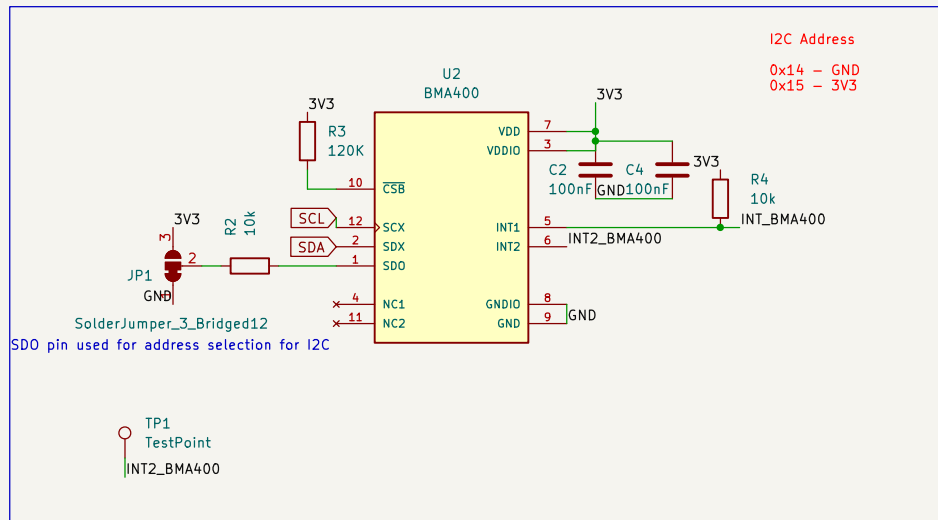 I2C Address
0x14 - GND
0x15 - 3V3
U2
BMA400
3V3
R3
120K
10
CSB
SCL
12
SCX
SDA
2
SDX
1
SDO
4
NC1
11
NC2
7
VDD
3
VDDIO
5
INT1
6
INT2
8
GNDIO
9
GND
3V3
C2
100nF
GND
C4
100nF
3V3
R4
10k
INT_BMA400
INT2_BMA400
GND
3V3
3
2
JP1
GND
R2
10k
SolderJumper_3_Bridged12
SDO pin used for address selection for I2C
TP1
TestPoint
INT2_BMA400